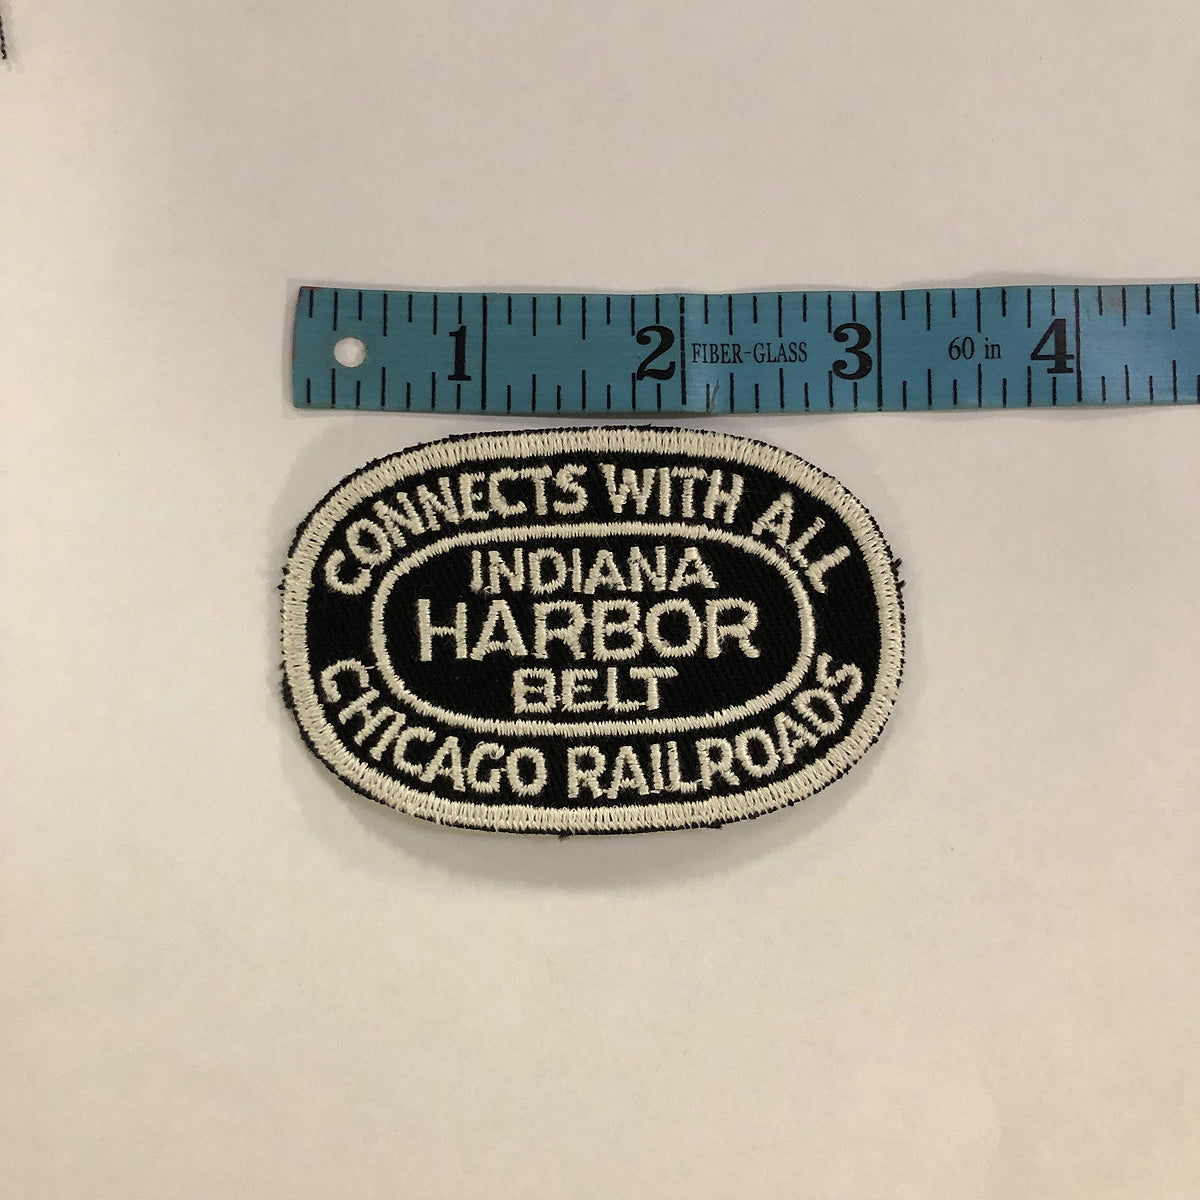 1 2 FIBER-GLASS 3 60 in 4
CONNECTS WITH ALL
INDIANA
HARBOR
BELT
CHICAGO RAILROADS